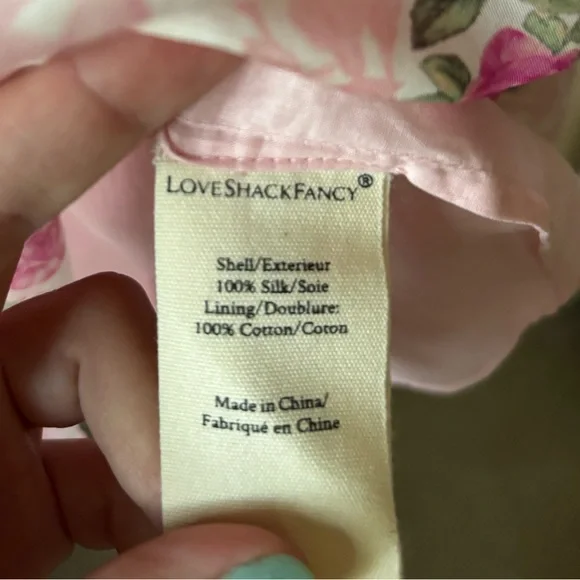 LOVESHACKFANCY®
Shell/Exterieur
100% Silk/Soie
Lining/Doublure:
100% Cotton/Coton
Made in China/
Fabriqué en Chine